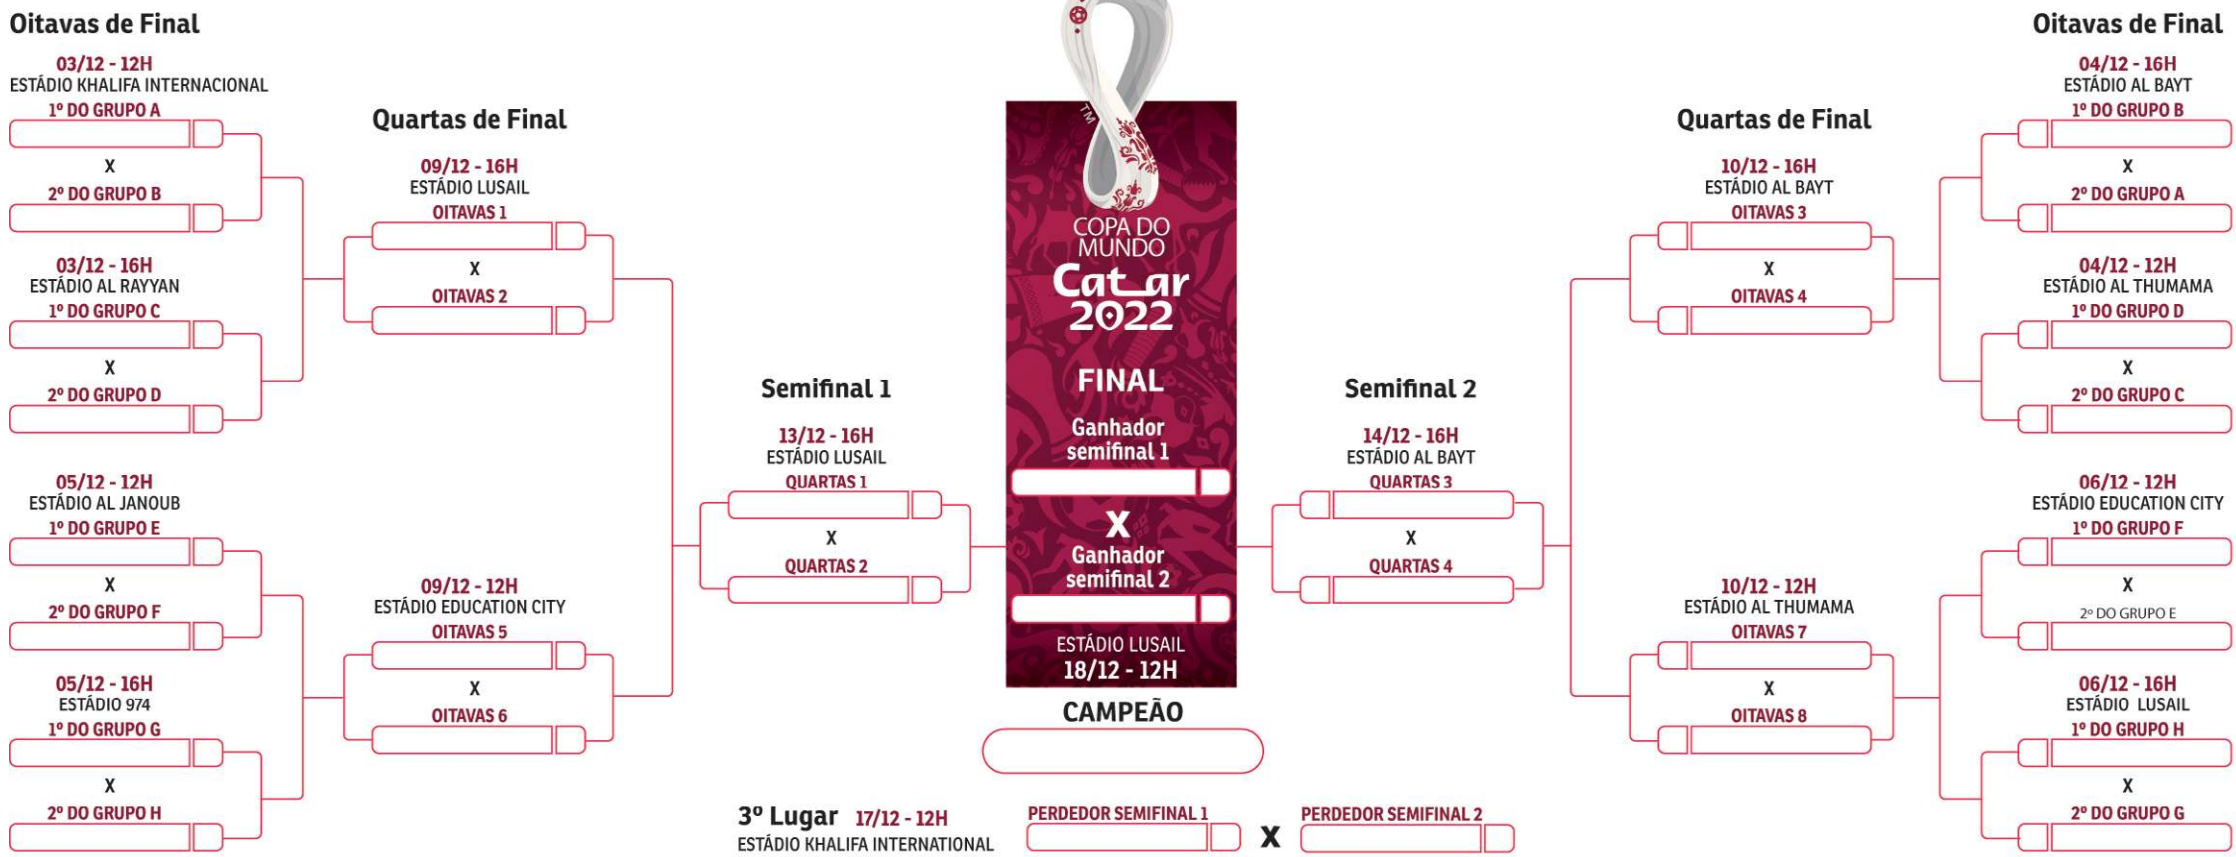 Oitavas de Final
03/12 - 12H
ESTÁDIO KHALIFA INTERNACIONAL
1º DO GRUPO A
X
2º DO GRUPO B
03/12 - 16H
ESTÁDIO AL RAYYAN
1º DO GRUPO C
X
2º DO GRUPO D
05/12 - 12H
ESTÁDIO AL JANOUB
1º DO GRUPO E
X
2º DO GRUPO F
05/12 - 16H
ESTÁDIO 974
1º DO GRUPO G
X
2º DO GRUPO H
Quartas de Final
09/12 - 16H
ESTÁDIO LUSAIL
OITAVAS 1
X
OITAVAS 2
09/12 - 12H
ESTÁDIO EDUCATION CITY
OITAVAS 5
X
OITAVAS 6
Semifinal 1
13/12 - 16H
ESTÁDIO LUSAIL
QUARTAS 1
X
QUARTAS 2
TM
COPA DO
MUNDO
Catar
2022
FINAL
Ganhador
semifinal 1
X
Ganhador
semifinal 2
ESTÁDIO LUSAIL
18/12 - 12H
CAMPEÃO
3º Lugar 17/12 - 12H
ESTÁDIO KHALIFA INTERNATIONAL
PERDEDOR SEMIFINAL 1
X
PERDEDOR SEMIFINAL 2
Semifinal 2
14/12 - 16H
ESTÁDIO AL BAYT
QUARTAS 3
X
QUARTAS 4
Quartas de Final
10/12 - 16H
ESTÁDIO AL BAYT
OITAVAS 3
X
OITAVAS 4
10/12 - 12H
ESTÁDIO AL THUMAMA
OITAVAS 7
X
OITAVAS 8
Oitavas de Final
04/12 - 16H
ESTÁDIO AL BAYT
1º DO GRUPO B
X
2º DO GRUPO A
04/12 - 12H
ESTÁDIO AL THUMAMA
1º DO GRUPO D
X
2º DO GRUPO C
06/12 - 12H
ESTÁDIO EDUCATION CITY
1º DO GRUPO F
X
2º DO GRUPO E
06/12 - 16H
ESTÁDIO LUSAIL
1º DO GRUPO H
X
2º DO GRUPO G